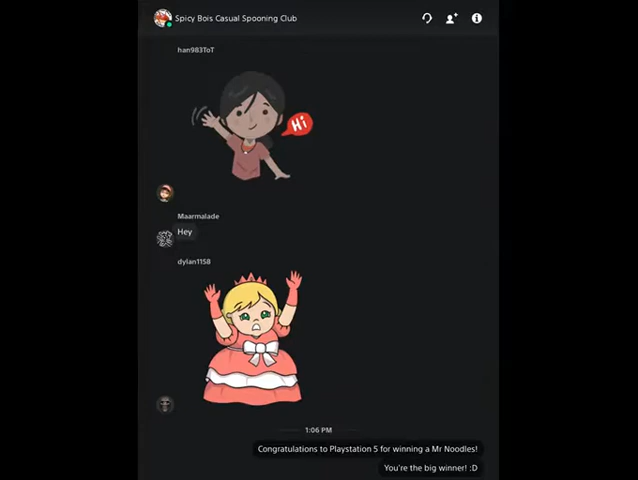 Spicy Bois Casual Spooning Club
han983ToT
Hi
Maarmalade
Hey
dylan1158
1:06 PM
Congratulations to Playstation 5 for winning a Mr Noodles!
You're the big winner! :D